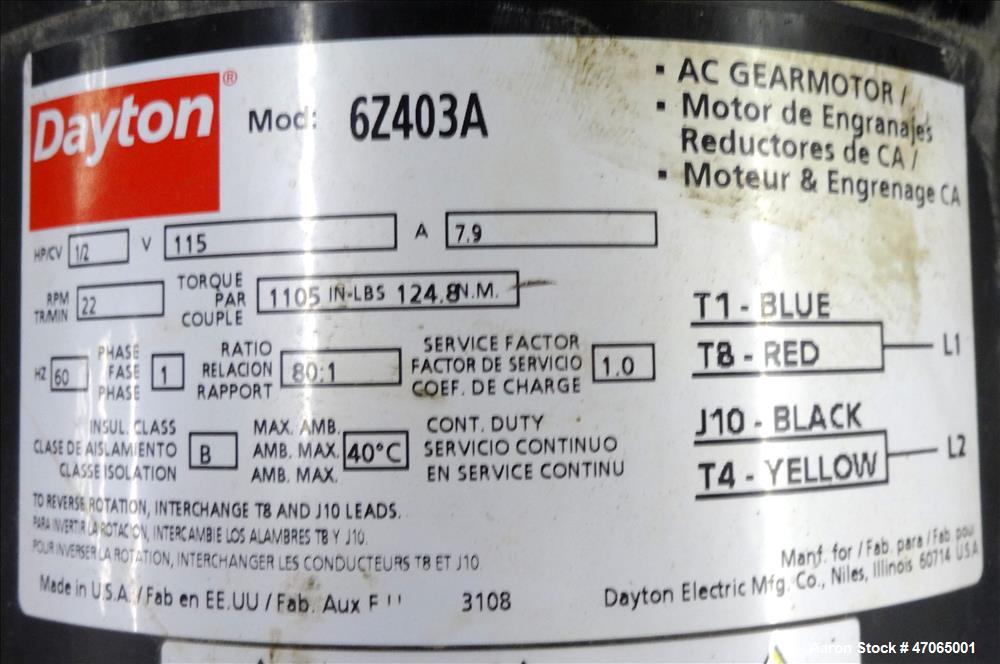 Dayton®
Mod: 6Z403A
▪ AC GEARMOTOR /
▪ Motor de Engranajes
Reductores de CA /
▪ Moteur & Engrenage CA
HP/CV 1/2 V 115 A 7.9
RPM
TR/MIN
22
TORQUE
PAR
COUPLE
1105 IN-LBS 124.8 N.M.
HZ 60
PHASE
FASE
PHASE
1
RATIO
RELACION
RAPPORT
80:1
SERVICE FACTOR
FACTOR DE SERVICIO
COEF. DE CHARGE
1.0
INSUL. CLASS
CLASE DE AISLAMIENTO
CLASSE ISOLATION
B
MAX. AMB.
AMB. MAX.
AMB. MAX.
40°C
CONT. DUTY
SERVICIO CONTINUO
EN SERVICE CONTINU
T1 - BLUE
T8 - RED
L1
J10 - BLACK
T4 - YELLOW
L2
TO REVERSE ROTATION, INTERCHANGE T8 AND J10 LEADS.
PARA INVERTIR LA ROTACION, INTERCAMBIE LOS ALAMBRES T8 Y J10.
POUR INVERSER LA ROTATION, INTERCHANGER LES CONDUCTEURS T8 ET J10
Made in U.S.A. / Fab en EE.UU / Fab. Aux 3108
Manf. for / Fab. para / Fab. pou
Dayton Electric Mfg. Co., Niles, Illinois 60714 USA
Aaron Stock # 47065001